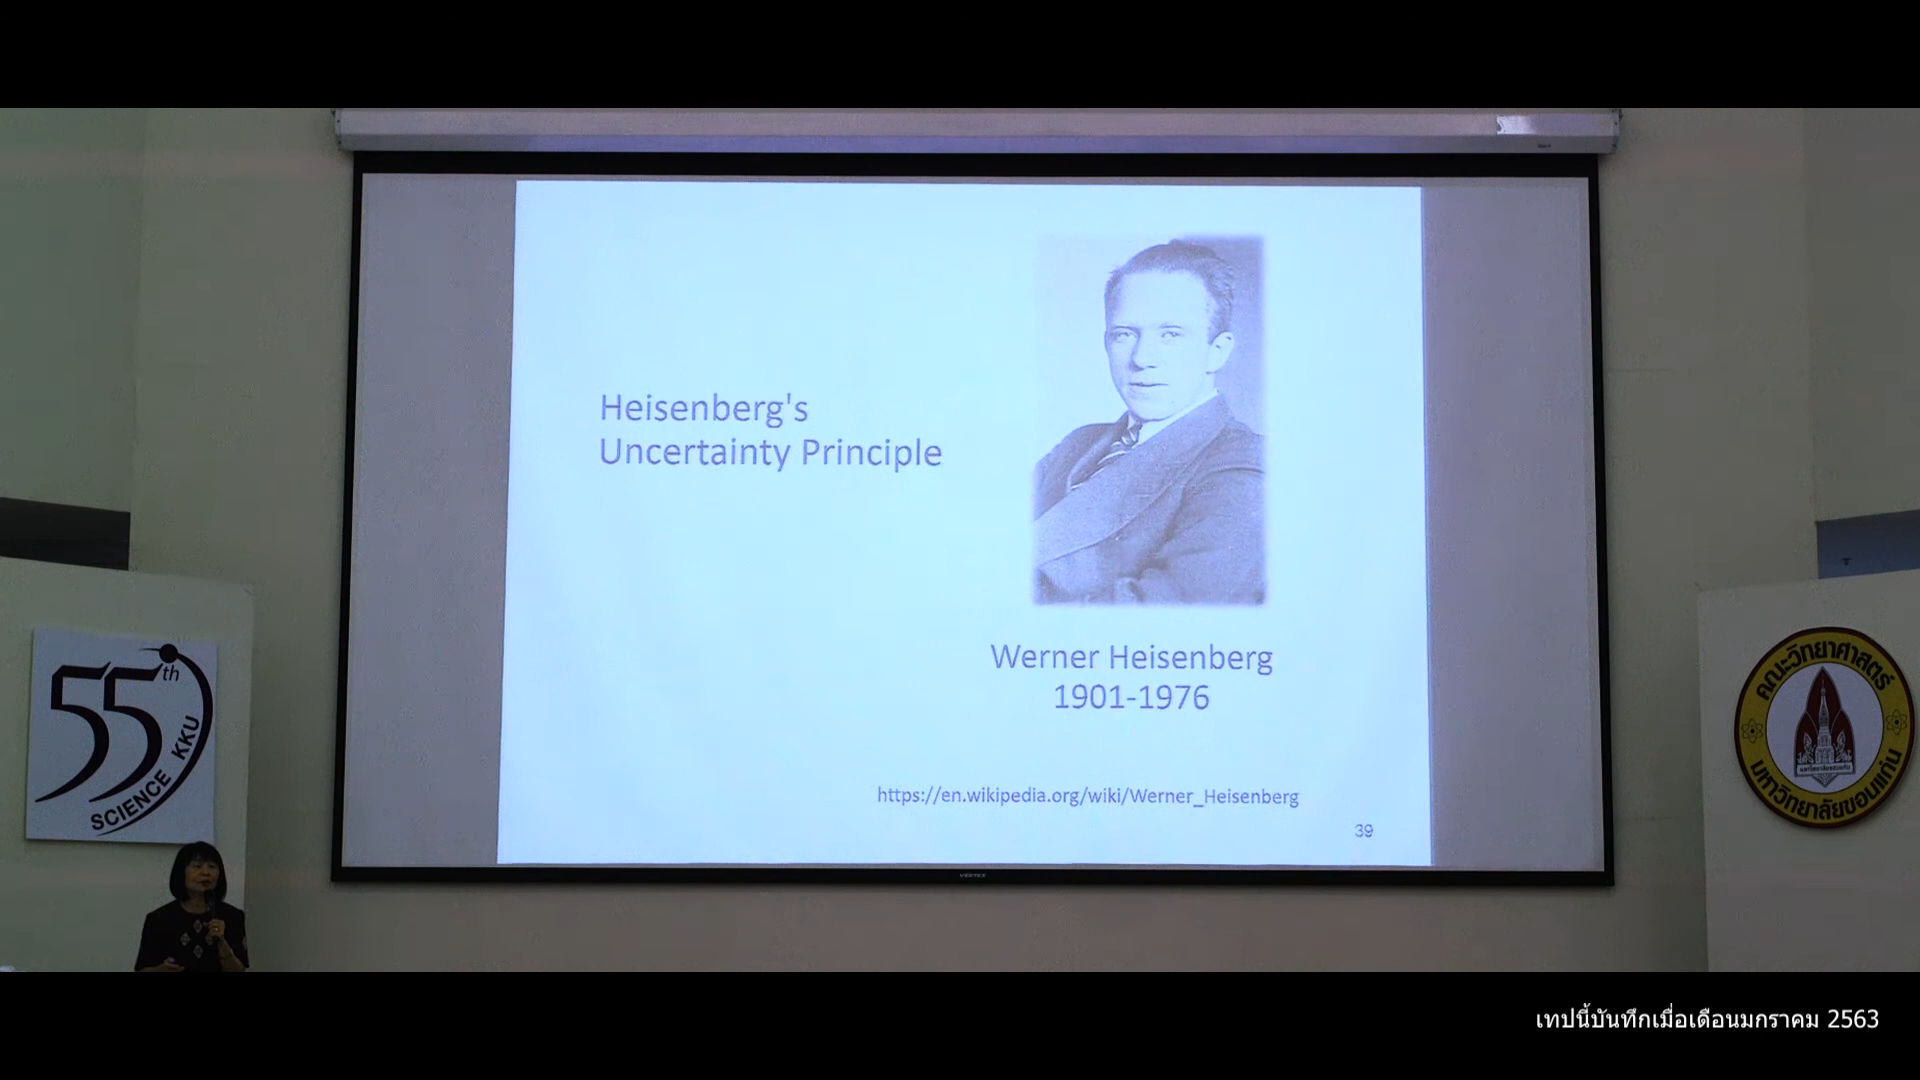 Heisenberg's
Uncertainty Principle
Werner Heisenberg
1901-1976
https://en.wikipedia.org/wiki/Werner_Heisenberg
39
55th
SCIENCE KKU
คณะวิทยาศาสตร์
มหาวิทยาลัยขอนแก่น
เทปนี้บันทึกเมื่อเดือนมกราคม 2563